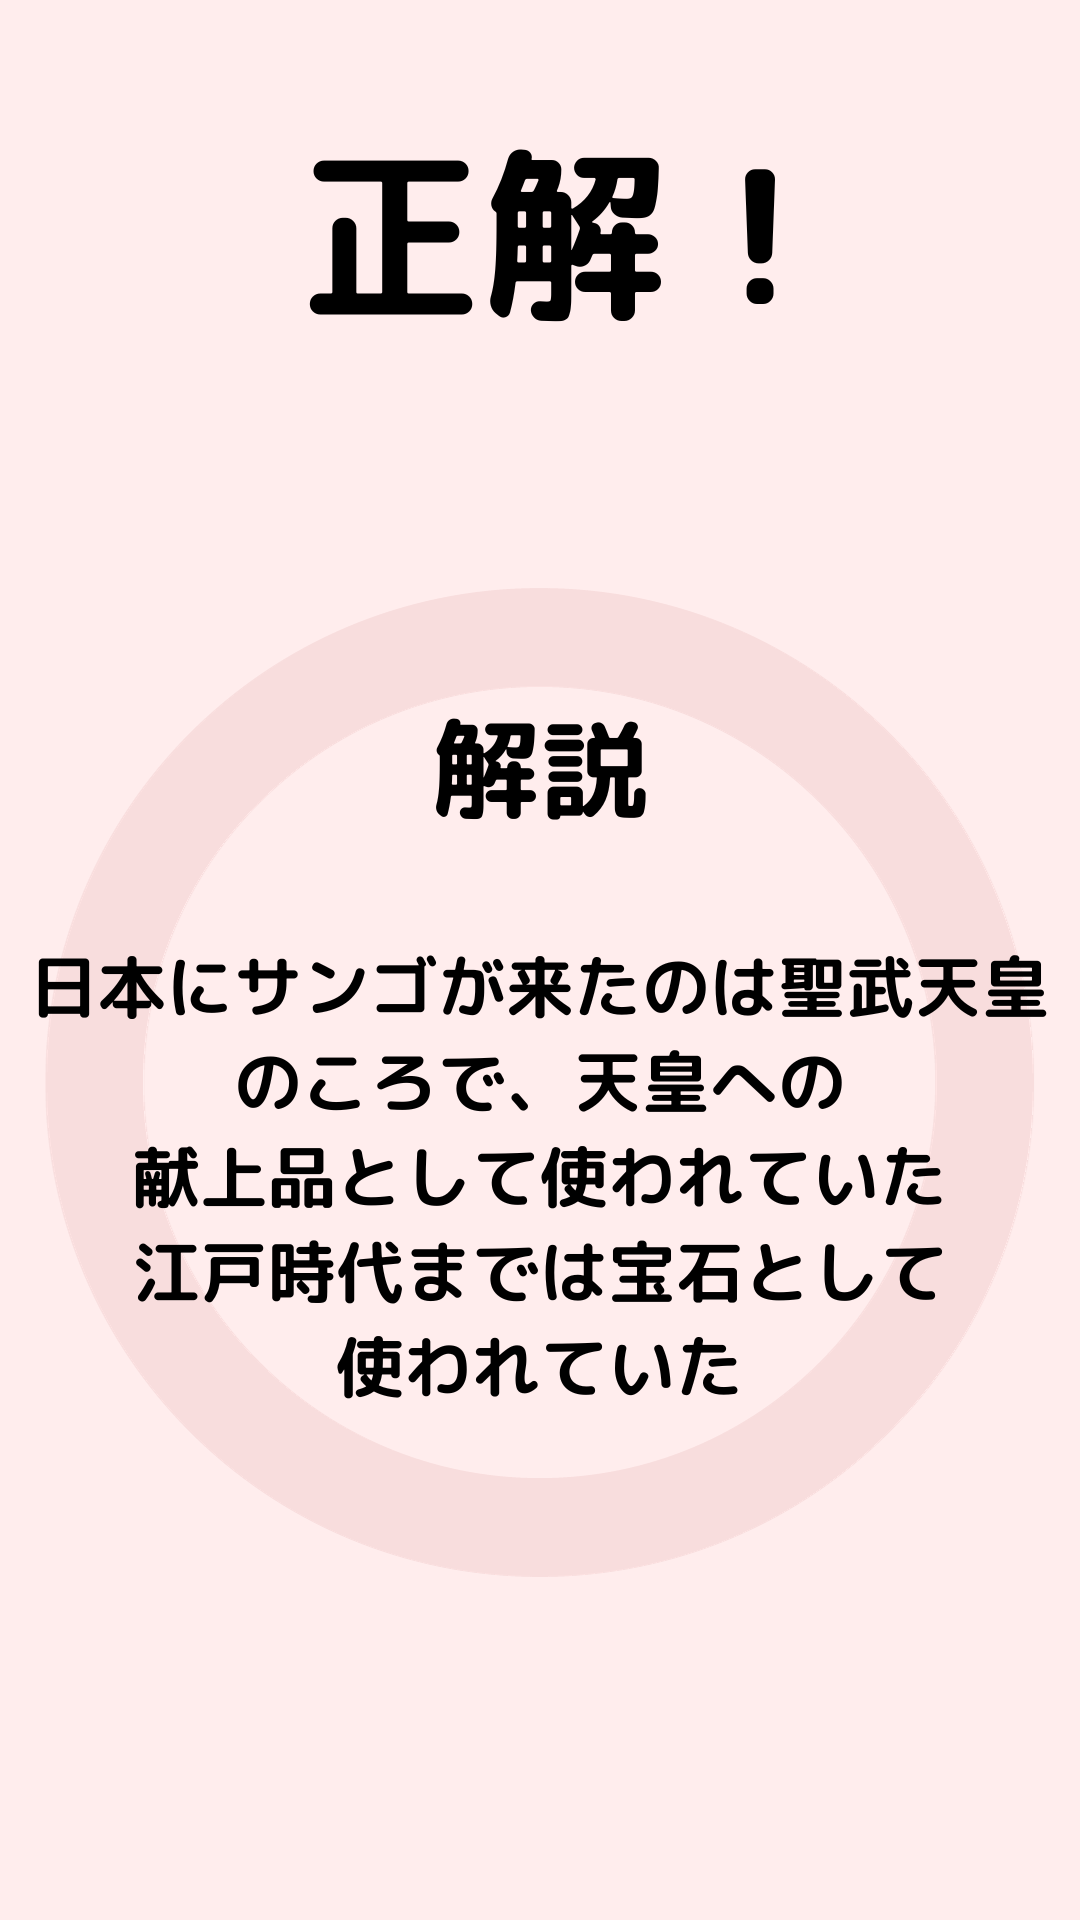 正解！
解説
日本にサンゴが来たのは聖武天皇
のころで、天皇への
献上品として使われていた
江戸時代までは宝石として
使われていた